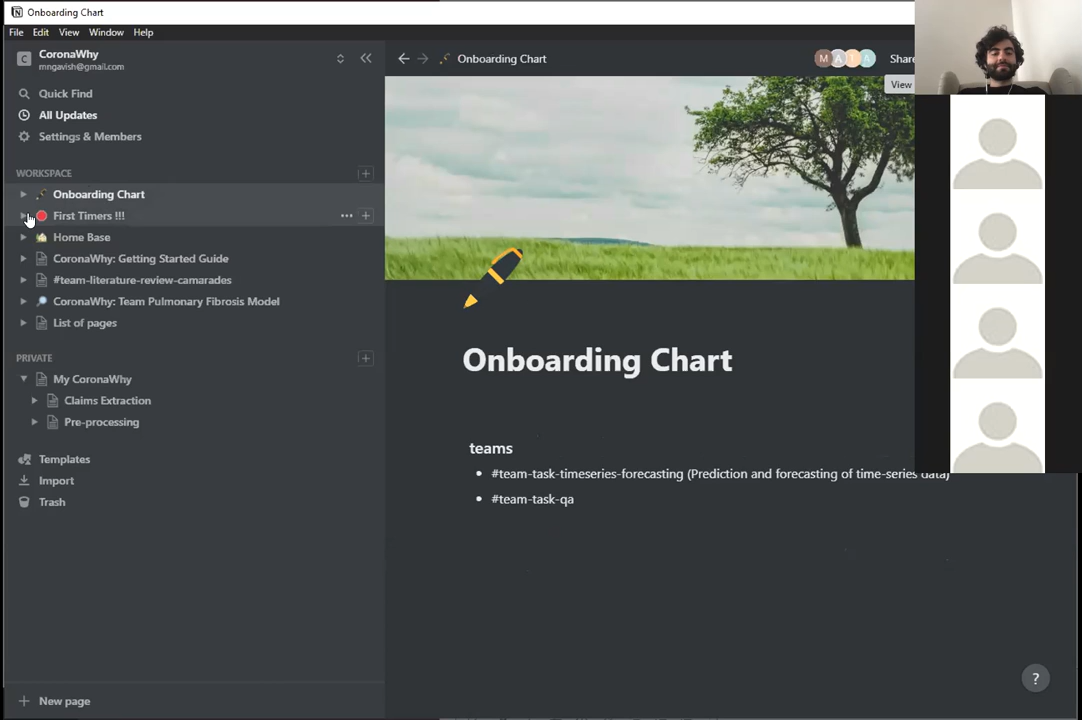 Onboarding Chart
File Edit View Window Help
C CoronaWhy
mngavish@gmail.com
Onboarding Chart
M A I A
Share
View
Quick Find
All Updates
Settings & Members
WORKSPACE
Onboarding Chart
First Timers !!!
Home Base
CoronaWhy: Getting Started Guide
#team-literature-review-camarades
CoronaWhy: Team Pulmonary Fibrosis Model
List of pages
PRIVATE
My CoronaWhy
Claims Extraction
Pre-processing
Templates
Import
Trash
New page
Onboarding Chart
teams
#team-task-timeseries-forecasting (Prediction and forecasting of time-series data)
#team-task-qa
?